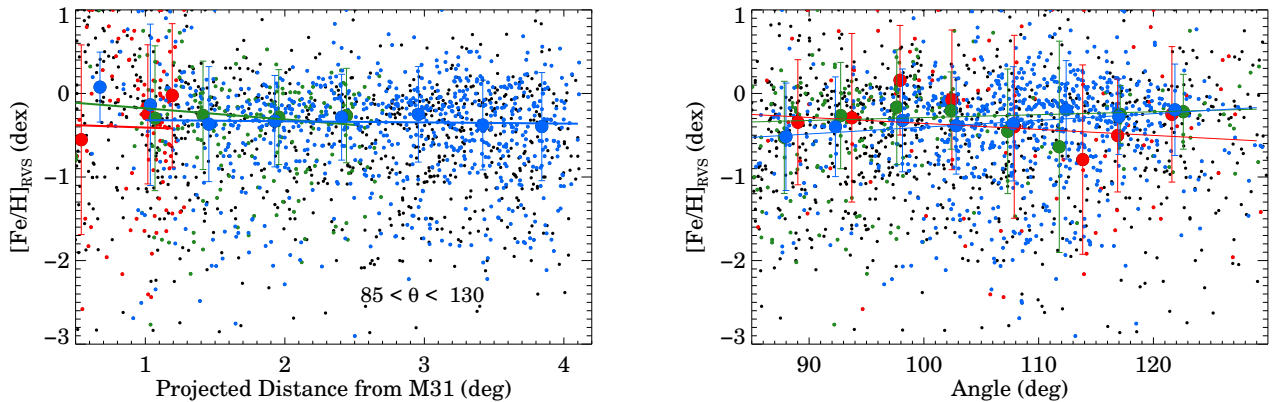 1
0
−1
−2
−3
[Fe/H]RVS (dex)
85 < θ < 130
1 2 3 4
Projected Distance from M31 (deg)
1
0
−1
−2
−3
[Fe/H]RVS (dex)
90 100 110 120
Angle (deg)